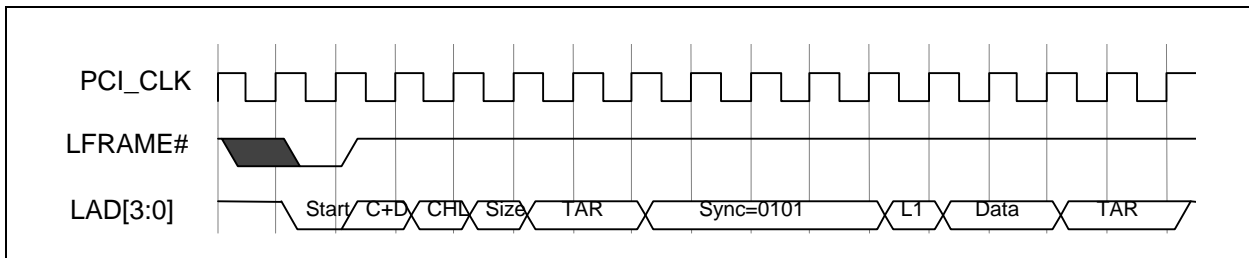 PCI_CLK
LFRAME#
LAD[3:0] Start C+D CHL Size TAR Sync=0101 L1 Data TAR